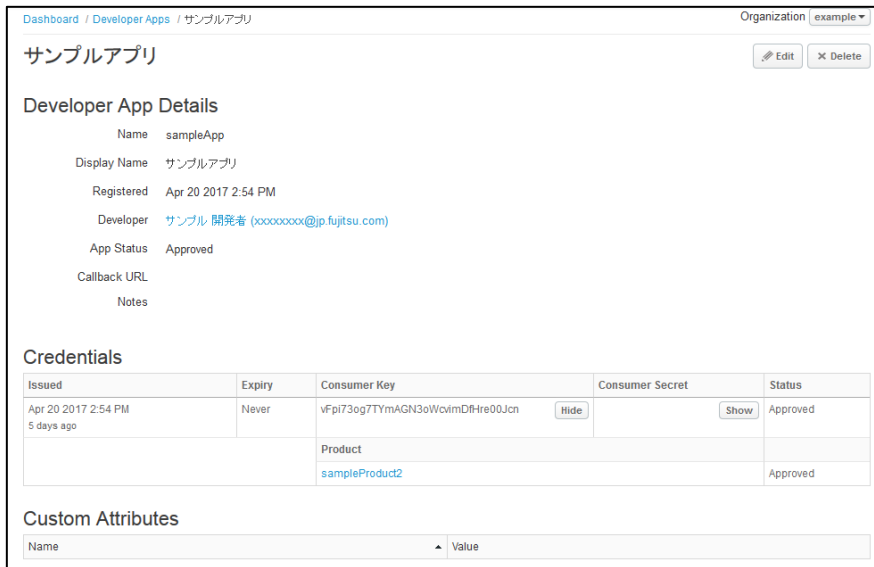 Dashboard / Developer Apps / サンプルアプリ
Organization example
サンプルアプリ
Edit
Delete
Developer App Details
Name sampleApp
Display Name サンプルアプリ
Registered Apr 20 2017 2:54 PM
Developer サンプル 開発者 (xxxxxxxx@jp.fujitsu.com)
App Status Approved
Callback URL
Notes
Credentials
Issued Expiry Consumer Key Consumer Secret Status
Apr 20 2017 2:54 PM Never vFpi73og7TYmAGN3oWcvimDfHre00Jcn Hide Show Approved
5 days ago
Product
sampleProduct2 Approved
Custom Attributes
Name Value